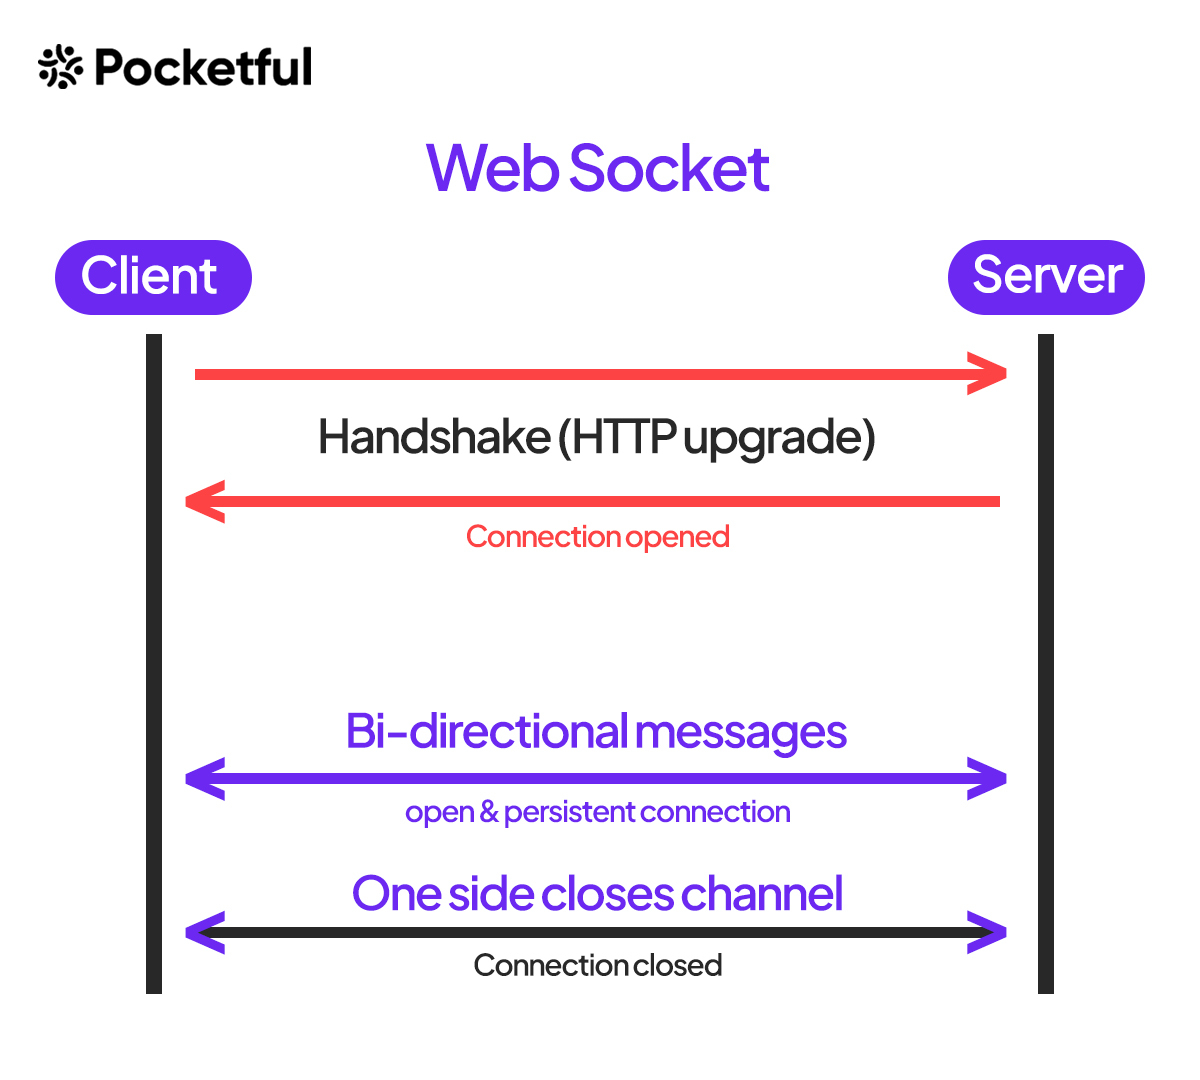 Pocketful
Web Socket
Client
Server
Handshake (HTTP upgrade)
Connection opened
Bi-directional messages
open & persistent connection
One side closes channel
Connection closed